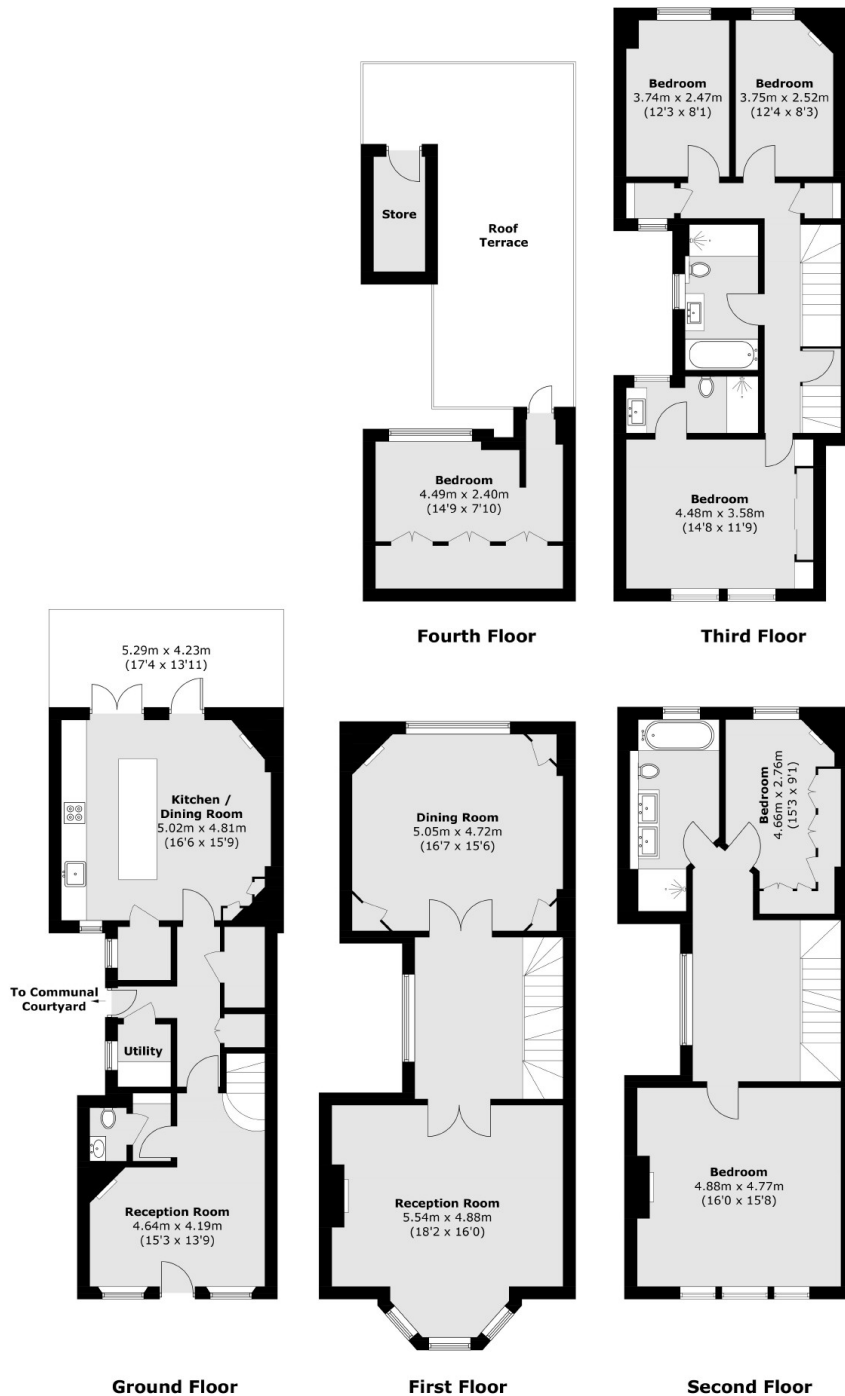 Store
Roof
Terrace
Bedroom
4.49m x 2.40m
(14'9 x 7'10)
Fourth Floor
Bedroom
3.74m x 2.47m
(12'3 x 8'1)
Bedroom
3.75m x 2.52m
(12'4 x 8'3)
Bedroom
4.48m x 3.58m
(14'8 x 11'9)
Third Floor
5.29m x 4.23m
(17'4 x 13'11)
Kitchen /
Dining Room
5.02m x 4.81m
(16'6 x 15'9)
To Communal
Courtyard
Utility
Reception Room
4.64m x 4.19m
(15'3 x 13'9)
Ground Floor
Dining Room
5.05m x 4.72m
(16'7 x 15'6)
Reception Room
5.54m x 4.88m
(18'2 x 16'0)
First Floor
Bedroom
4.66m x 2.76m
(15'3 x 9'1)
Bedroom
4.88m x 4.77m
(16'0 x 15'8)
Second Floor